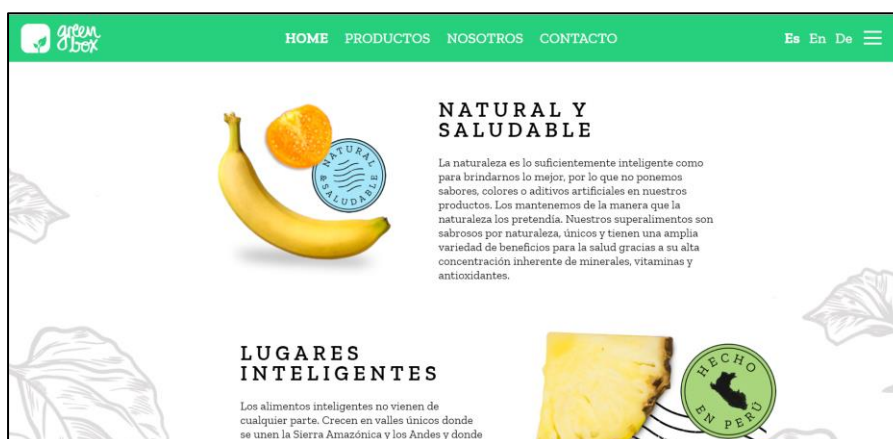 green
box
HOME PRODUCTOS NOSOTROS CONTACTO
Es En De
NATURAL Y
SALUDABLE
NATURAL
& SALUDABLE
La naturaleza es lo suficientemente inteligente como
para brindarnos lo mejor, por lo que no ponemos
sabores, colores o aditivos artificiales en nuestros
productos. Los mantenemos de la manera que la
naturaleza los pretendía. Nuestros superalimentos son
sabrosos por naturaleza, únicos y tienen una amplia
variedad de beneficios para la salud gracias a su alta
concentración inherente de minerales, vitaminas y
antioxidantes.
LUGARES
INTELIGENTES
HECHO
EN PERÚ
Los alimentos inteligentes no vienen de
cualquier parte. Crecen en valles únicos donde
se unen la Sierra Amazónica y los Andes y donde